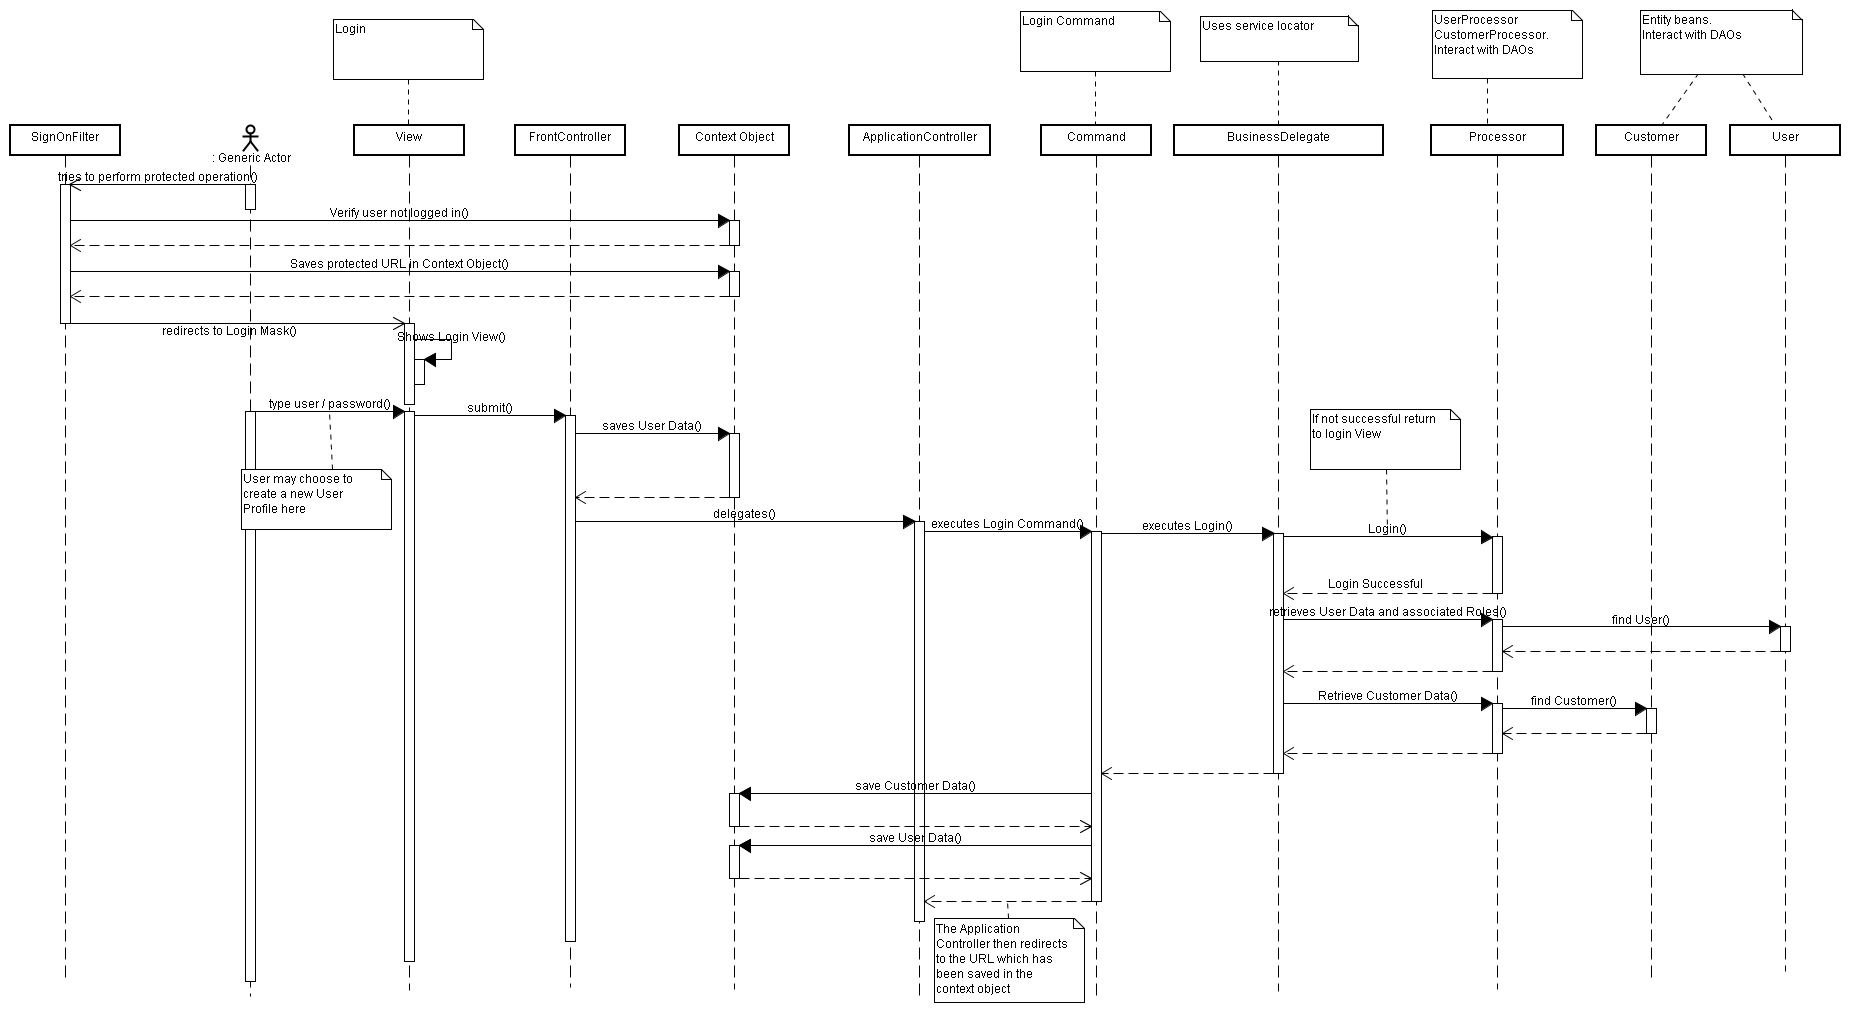 Login
Login Command
Uses service locator
UserProcessor
CustomerProcessor.
Interact with DAOs
Entity beans.
Interact with DAOs
SignOnFilter
: Generic Actor
View
FrontController
Context Object
ApplicationController
Command
BusinessDelegate
Processor
Customer
User
tries to perform protected operation()
Verify user not logged in()
Saves protected URL in Context Object()
redirects to Login Mask()
Shows Login View()
type user / password()
submit()
saves User Data()
If not successful return
to login View
User may choose to
create a new User
Profile here
delegates()
executes Login Command()
executes Login()
Login()
Login Successful
retrieves User Data and associated Roles()
find User()
Retrieve Customer Data()
find Customer()
save Customer Data()
save User Data()
The Application
Controller then redirects
to the URL which has
been saved in the
context object